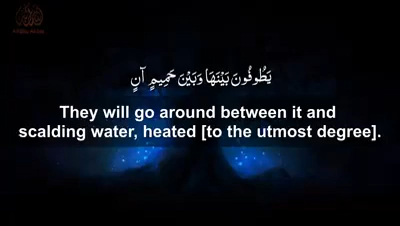 يَطُوفُونَ بَيْنَهَا وَبَيْنَ حَمِيمٍ آنٍ
They will go around between it and
scalding water, heated [to the utmost degree].